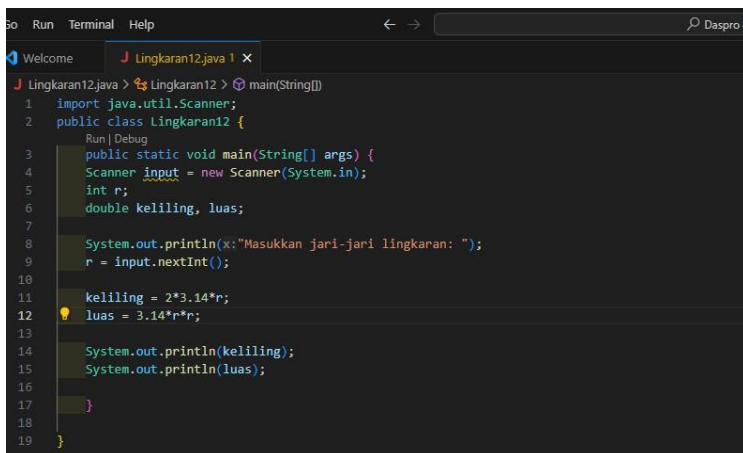 Go Run Terminal Help ← → Daspro
Welcome J Lingkaran12.java 1 ×
J Lingkaran12.java > Lingkaran12 > main(String[])
1 import java.util.Scanner;
2 public class Lingkaran12 {
Run | Debug
3 public static void main(String[] args) {
4 Scanner input = new Scanner(System.in);
5 int r;
6 double keliling, luas;
7
8 System.out.println(x:"Masukkan jari-jari lingkaran: ");
9 r = input.nextInt();
10
11 keliling = 2*3.14*r;
12 luas = 3.14*r*r;
13
14 System.out.println(keliling);
15 System.out.println(luas);
16
17 }
18
19 }